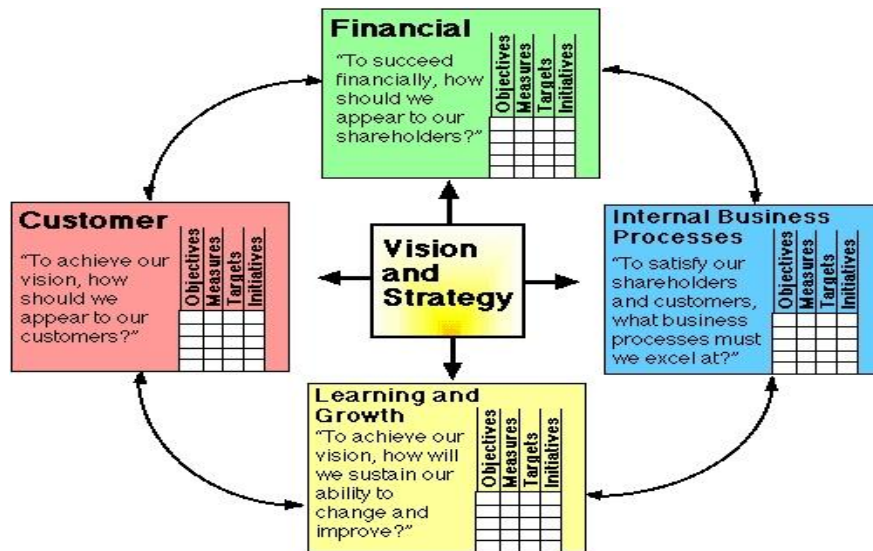 Financial
“To succeed
financially, how
should we
appear to our
shareholders?”
Objectives
Measures
Targets
Initiatives
Customer
“To achieve our
vision, how
should we
appear to our
customers?”
Objectives
Measures
Targets
Initiatives
Vision
and
Strategy
Internal Business
Processes
“To satisfy our
shareholders
and customers,
what business
processes must
we excel at?”
Objectives
Measures
Targets
Initiatives
Learning and
Growth
“To achieve our
vision, how will
we sustain our
ability to
change and
improve?”
Objectives
Measures
Targets
Initiatives